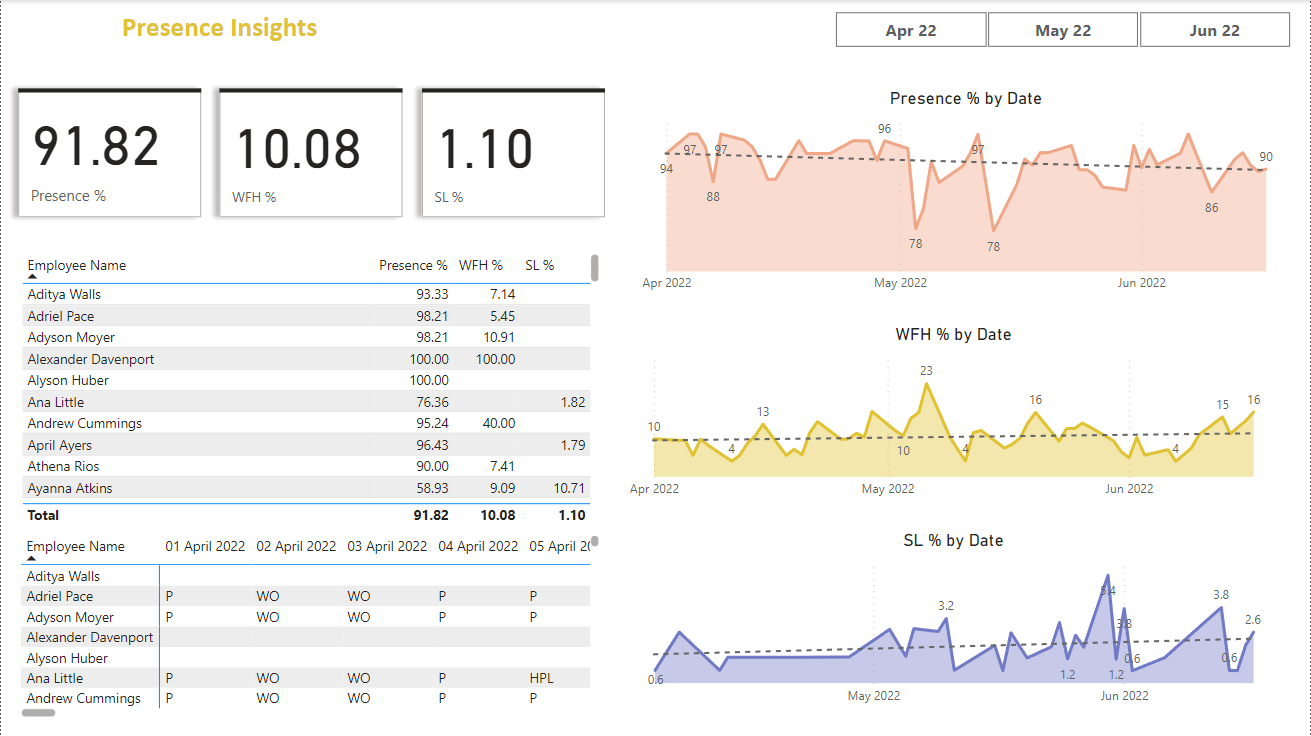 Presence Insights
Apr 22 May 22 Jun 22
91.82
Presence %
10.08
WFH %
1.10
SL %
Employee Name Presence % WFH % SL %
Aditya Walls 93.33 7.14
Adriel Pace 98.21 5.45
Adyson Moyer 98.21 10.91
Alexander Davenport 100.00 100.00
Alyson Huber 100.00
Ana Little 76.36 1.82
Andrew Cummings 95.24 40.00
April Ayers 96.43 1.79
Athena Rios 90.00 7.41
Ayanna Atkins 58.93 9.09 10.71
Total 91.82 10.08 1.10
Employee Name 01 April 2022 02 April 2022 03 April 2022 04 April 2022 05 April 20
Aditya Walls
Adriel Pace P WO WO P P
Adyson Moyer P WO WO P P
Alexander Davenport
Alyson Huber
Ana Little P WO WO P HPL
Andrew Cummings P WO WO P P
Presence % by Date
94 97 88 97 96 78 97 78 86 90
Apr 2022 May 2022 Jun 2022
WFH % by Date
10 4 13 10 23 4 16 4 15 16
Apr 2022 May 2022 Jun 2022
SL % by Date
0.6 3.2 1.2 5.4 1.2 3.8 0.6 3.8 0.6 2.6
May 2022 Jun 2022